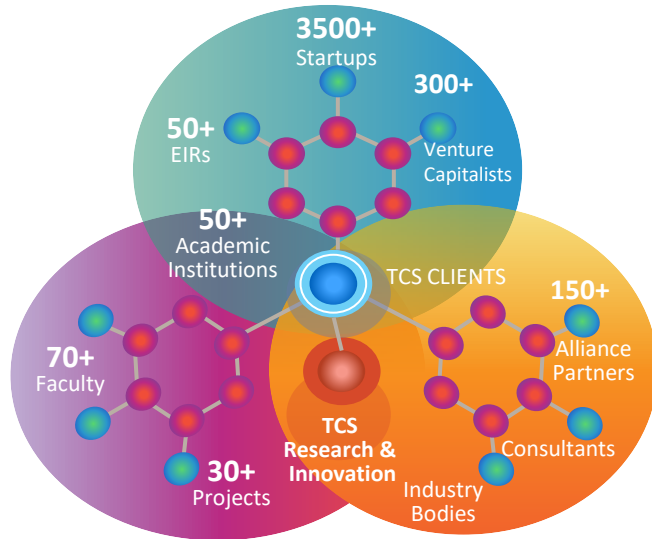 3500+
Startups
300+
Venture
Capitalists
50+
EIRs
50+
Academic
Institutions
TCS CLIENTS
150+
Alliance
Partners
70+
Faculty
Consultants
TCS
Research &
Innovation
30+
Projects
Industry
Bodies